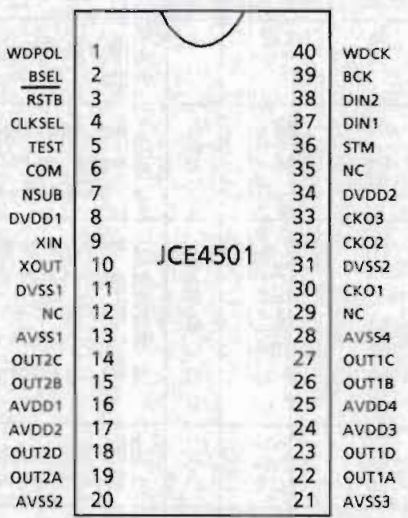 WDPOL 1 40 WDCK
BSEL 2 39 BCK
RSTB 3 38 DIN2
CLKSEL 4 37 DIN1
TEST 5 36 STM
COM 6 35 NC
NSUB 7 34 DVDD2
DVDD1 8 33 CKO3
XIN 9 32 CKO2
JCE4501
XOUT 10 31 DVSS2
DVSS1 11 30 CKO1
NC 12 29 NC
AVSS1 13 28 AVSS4
OUT2C 14 27 OUT1C
OUT2B 15 26 OUT1B
AVDD1 16 25 AVDD4
AVDD2 17 24 AVDD3
OUT2D 18 23 OUT1D
OUT2A 19 22 OUT1A
AVSS2 20 21 AVSS3